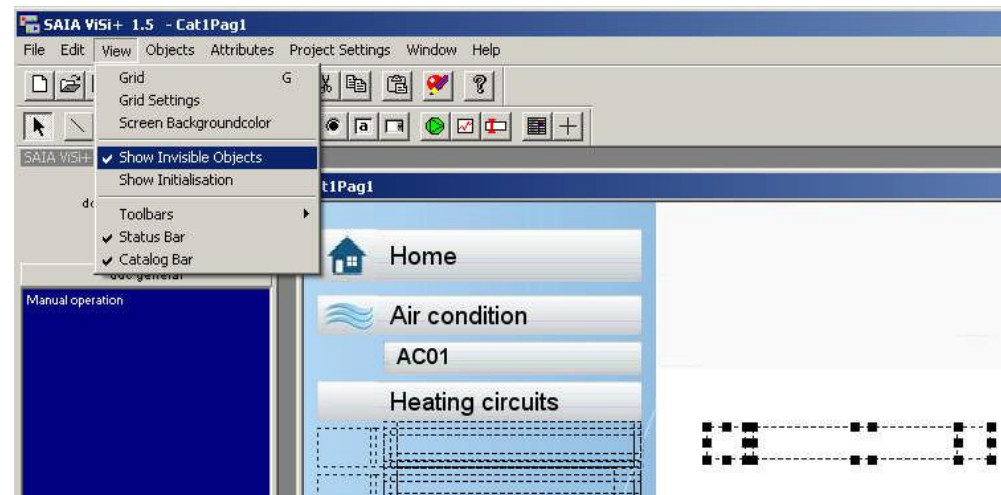 SAIA ViSi+ 1.5 - Cat1Pag1
File Edit View Objects Attributes Project Settings Window Help
Grid G
Grid Settings
Screen Backgroundcolor
Show Invisible Objects
Show Initialisation
Toolbars
Status Bar
Catalog Bar
SAIA ViSi+
t1Pag1
Manual operation
Home
Air condition
AC01
Heating circuits